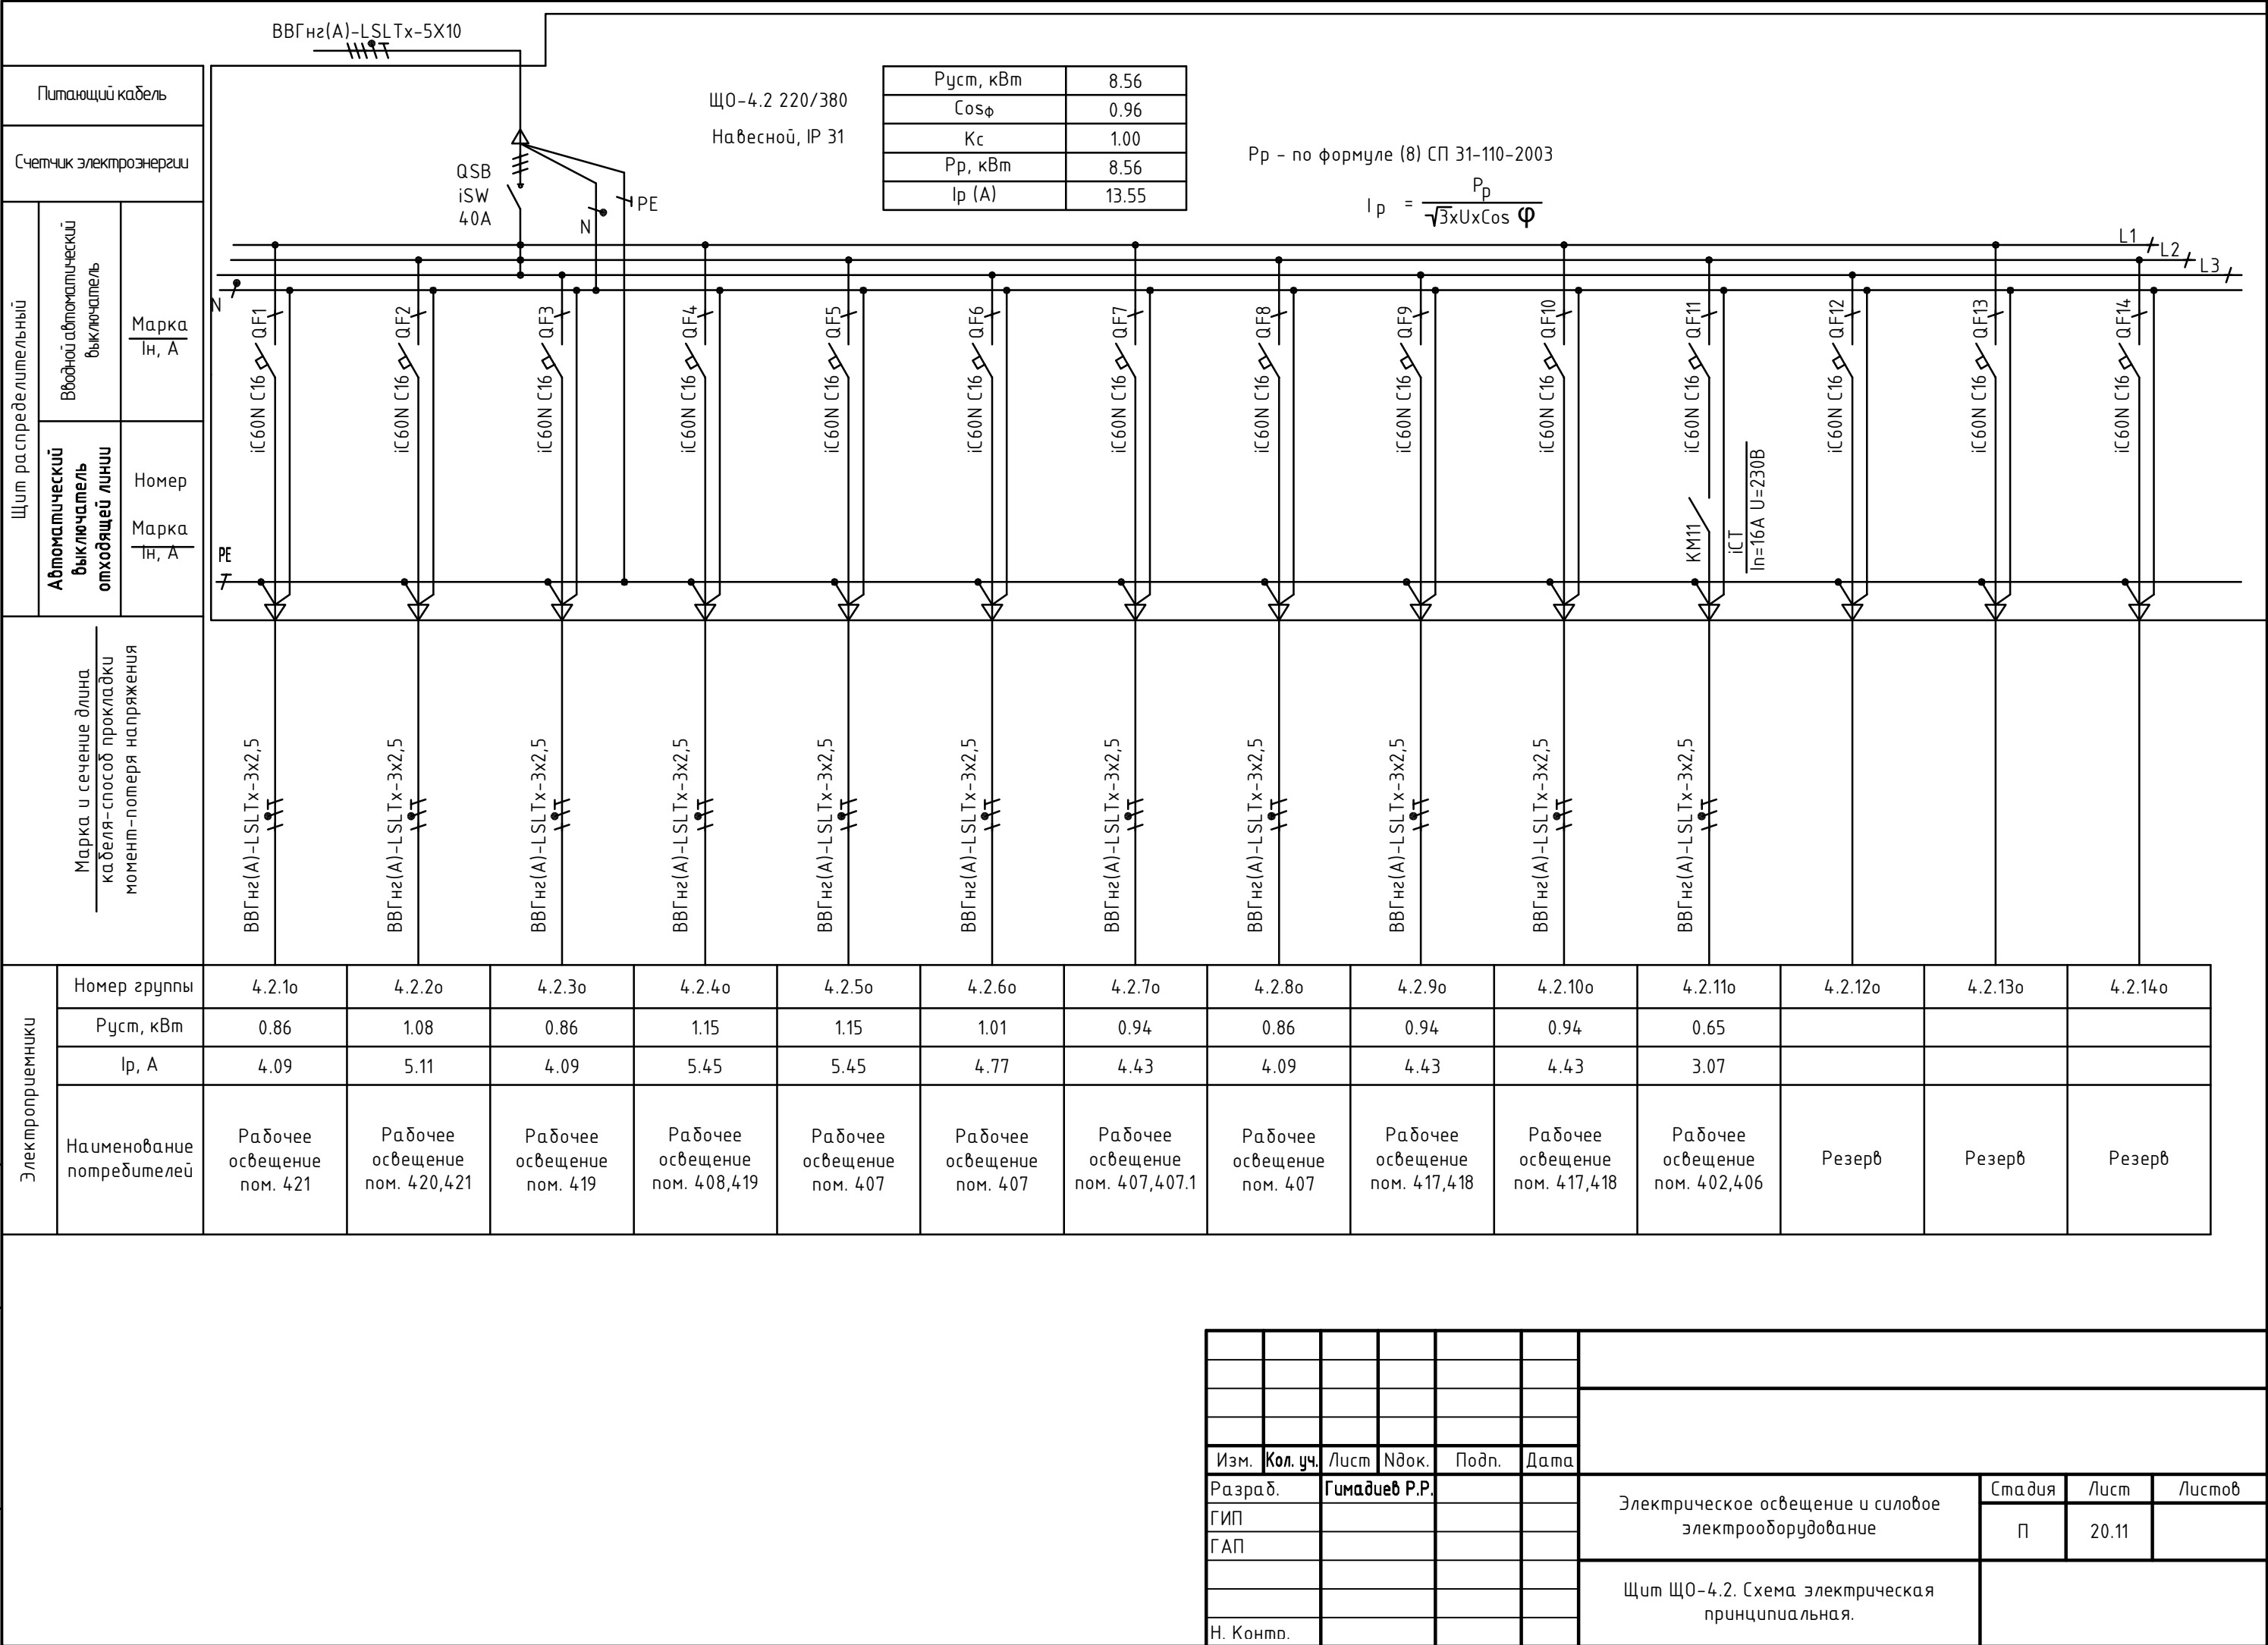 ВВГнг(А)-LSLTx-5X10
Питающий кабель
Счетчик электроэнергии
Щит распределительный
Вводной автоматический
выключатель
Марка
Iн, А
Автоматический
выключатель
отходящей линии
Номер
Марка
Iн, А
Марка и сечение длина
кабеля-способ прокладки
момент-потеря напряжения
ЩО-4.2 220/380
Навесной, IP 31
Руст, кВт 8.56
Cosφ 0.96
Кс 1.00
Рр, кВт 8.56
Iр (А) 13.55
Рр - по формуле (8) СП 31-110-2003
Iр = Рр
√3xUxCos φ
QSB
iSW
40A
N
PE
L1
L2
L3
N
PE
QF1
iC60N C16
QF2
iC60N C16
QF3
iC60N C16
QF4
iC60N C16
QF5
iC60N C16
QF6
iC60N C16
QF7
iC60N C16
QF8
iC60N C16
QF9
iC60N C16
QF10
iC60N C16
QF11
iC60N C16
QF12
iC60N C16
QF13
iC60N C16
QF14
iC60N C16
КМ11
iCT
In=16A U=230В
ВВГнг(А)-LSLTx-3x2,5
ВВГнг(А)-LSLTx-3x2,5
ВВГнг(А)-LSLTx-3x2,5
ВВГнг(А)-LSLTx-3x2,5
ВВГнг(А)-LSLTx-3x2,5
ВВГнг(А)-LSLTx-3x2,5
ВВГнг(А)-LSLTx-3x2,5
ВВГнг(А)-LSLTx-3x2,5
ВВГнг(А)-LSLTx-3x2,5
ВВГнг(А)-LSLTx-3x2,5
ВВГнг(А)-LSLTx-3x2,5
Электроприемники
Номер группы 4.2.1о 4.2.2о 4.2.3о 4.2.4о 4.2.5о 4.2.6о 4.2.7о 4.2.8о 4.2.9о 4.2.10о 4.2.11о 4.2.12о 4.2.13о 4.2.14о
Руст, кВт 0.86 1.08 0.86 1.15 1.15 1.01 0.94 0.86 0.94 0.94 0.65
Iр, А 4.09 5.11 4.09 5.45 5.45 4.77 4.43 4.09 4.43 4.43 3.07
Наименование
потребителей
Рабочее
освещение
пом. 421
Рабочее
освещение
пом. 420,421
Рабочее
освещение
пом. 419
Рабочее
освещение
пом. 408,419
Рабочее
освещение
пом. 407
Рабочее
освещение
пом. 407
Рабочее
освещение
пом. 407,407.1
Рабочее
освещение
пом. 407
Рабочее
освещение
пом. 417,418
Рабочее
освещение
пом. 417,418
Рабочее
освещение
пом. 402,406
Резерв
Резерв
Резерв
Изм. Кол. уч. Лист Nдок. Подп. Дата
Разраб. Гимадиев Р.Р.
ГИП
ГАП
Н. Контр.
Электрическое освещение и силовое
электрооборудование
Стадия Лист Листов
П 20.11
Щит ЩО-4.2. Схема электрическая
принципиальная.